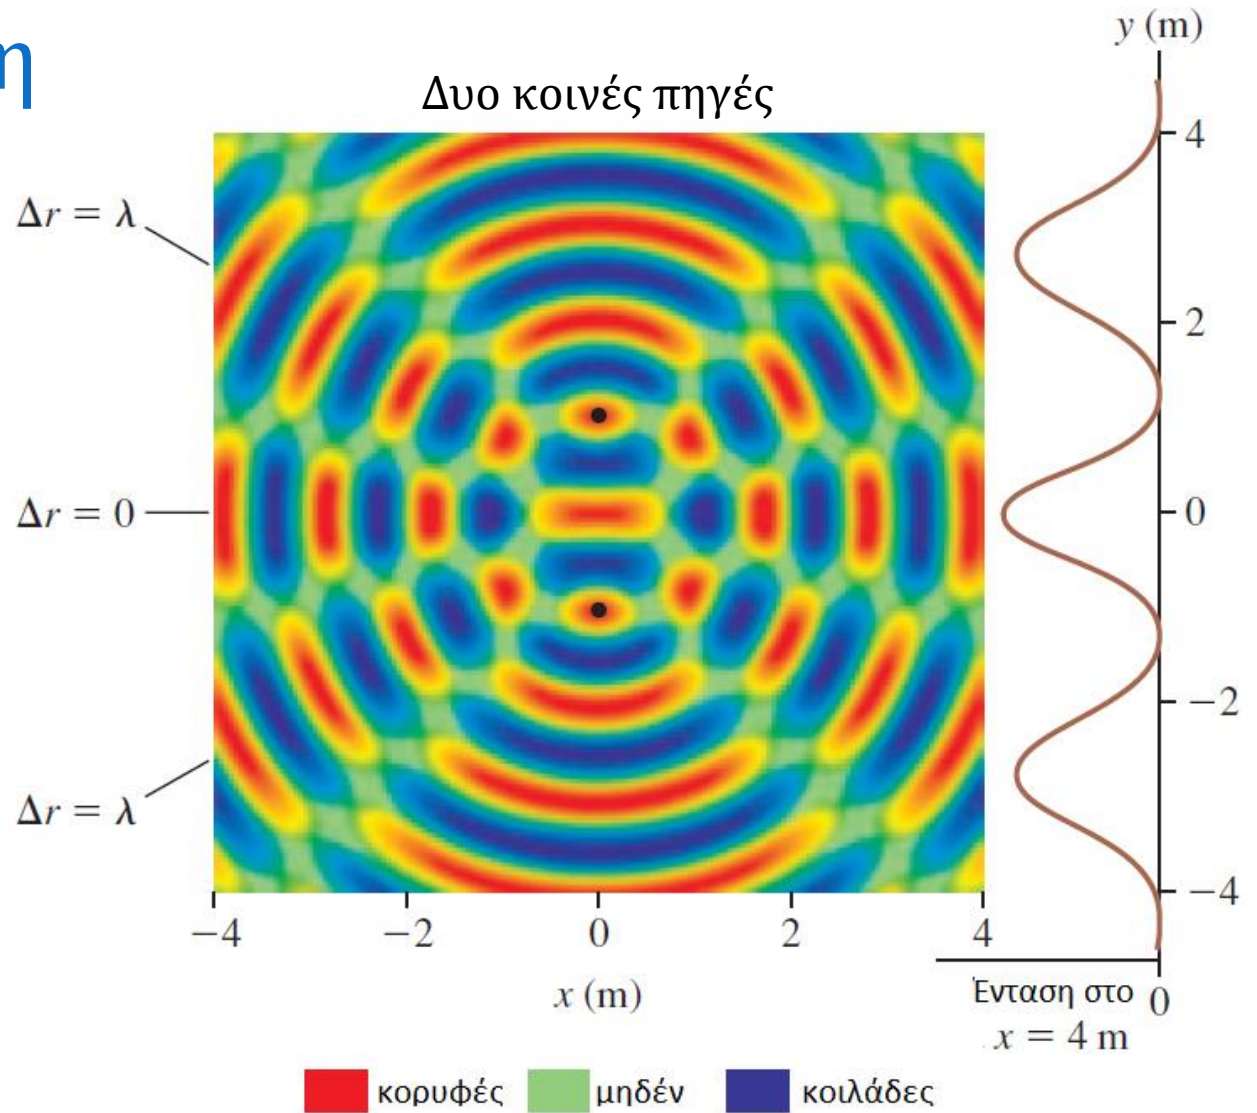 η
Δυο κοινές πηγές
y (m)
Δr = λ
Δr = 0
Δr = λ
4
2
0
−2
−4
−4 −2 0 2 4
x (m)
Ένταση στο 0
x = 4 m
κορυφές μηδέν κοιλάδες